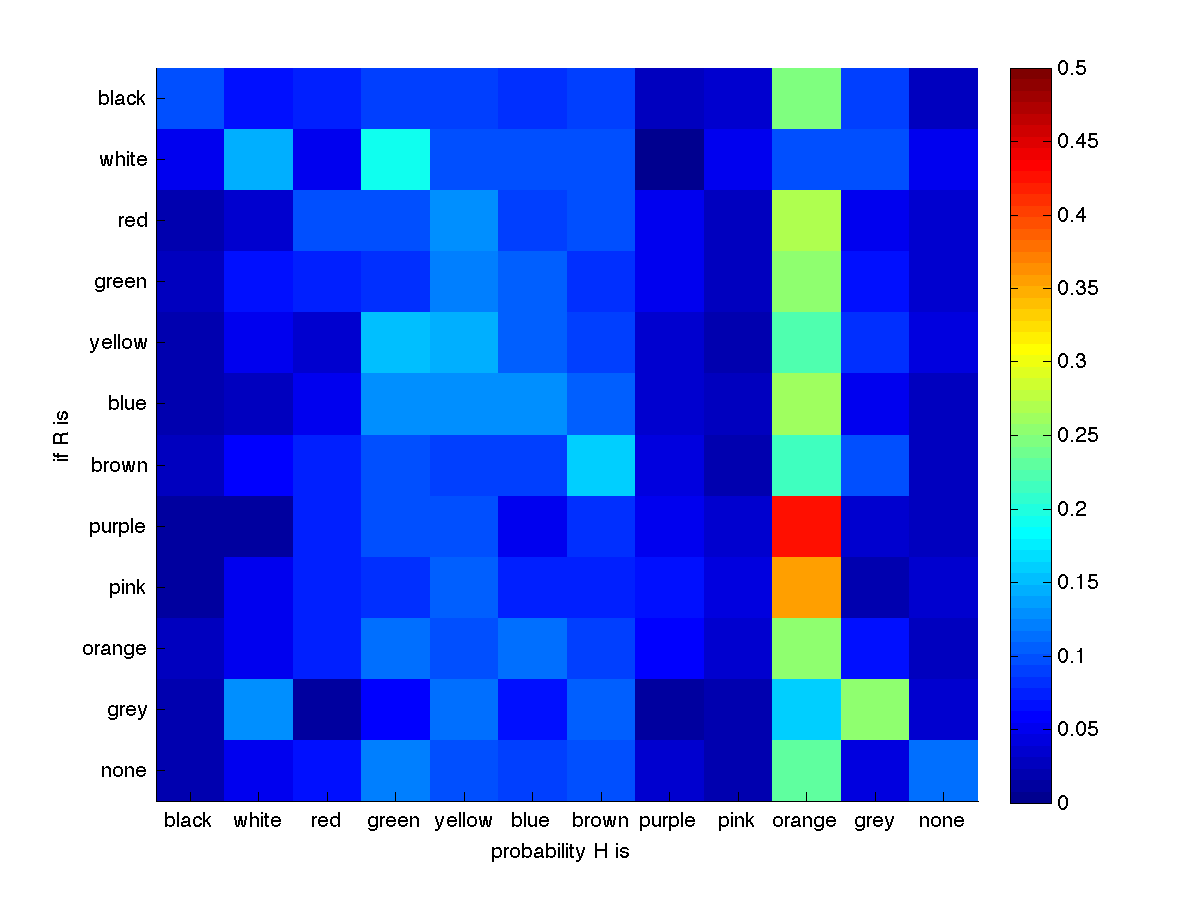 black
white
red
green
yellow
blue
brown
purple
pink
orange
grey
none
if R is
black white red green yellow blue brown purple pink orange grey none
probability H is
0.5
0.45
0.4
0.35
0.3
0.25
0.2
0.15
0.1
0.05
0